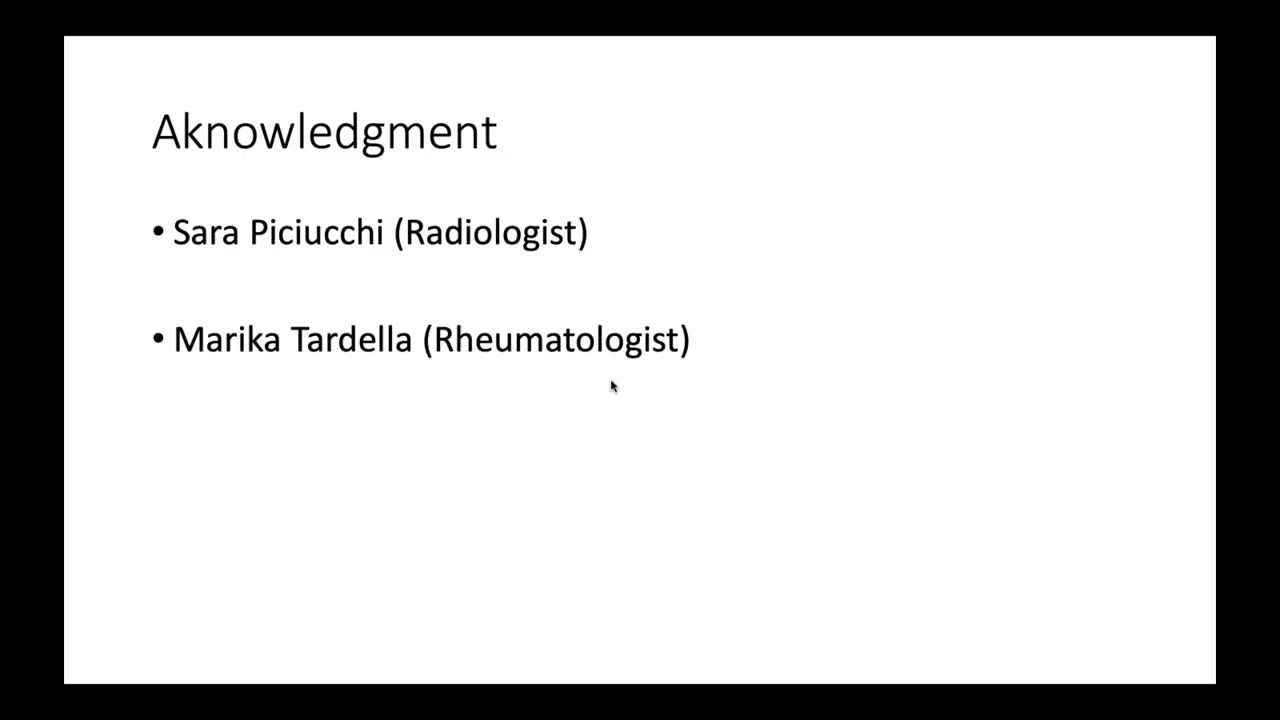 Aknowledgment
• Sara Piciucchi (Radiologist)
• Marika Tardella (Rheumatologist)